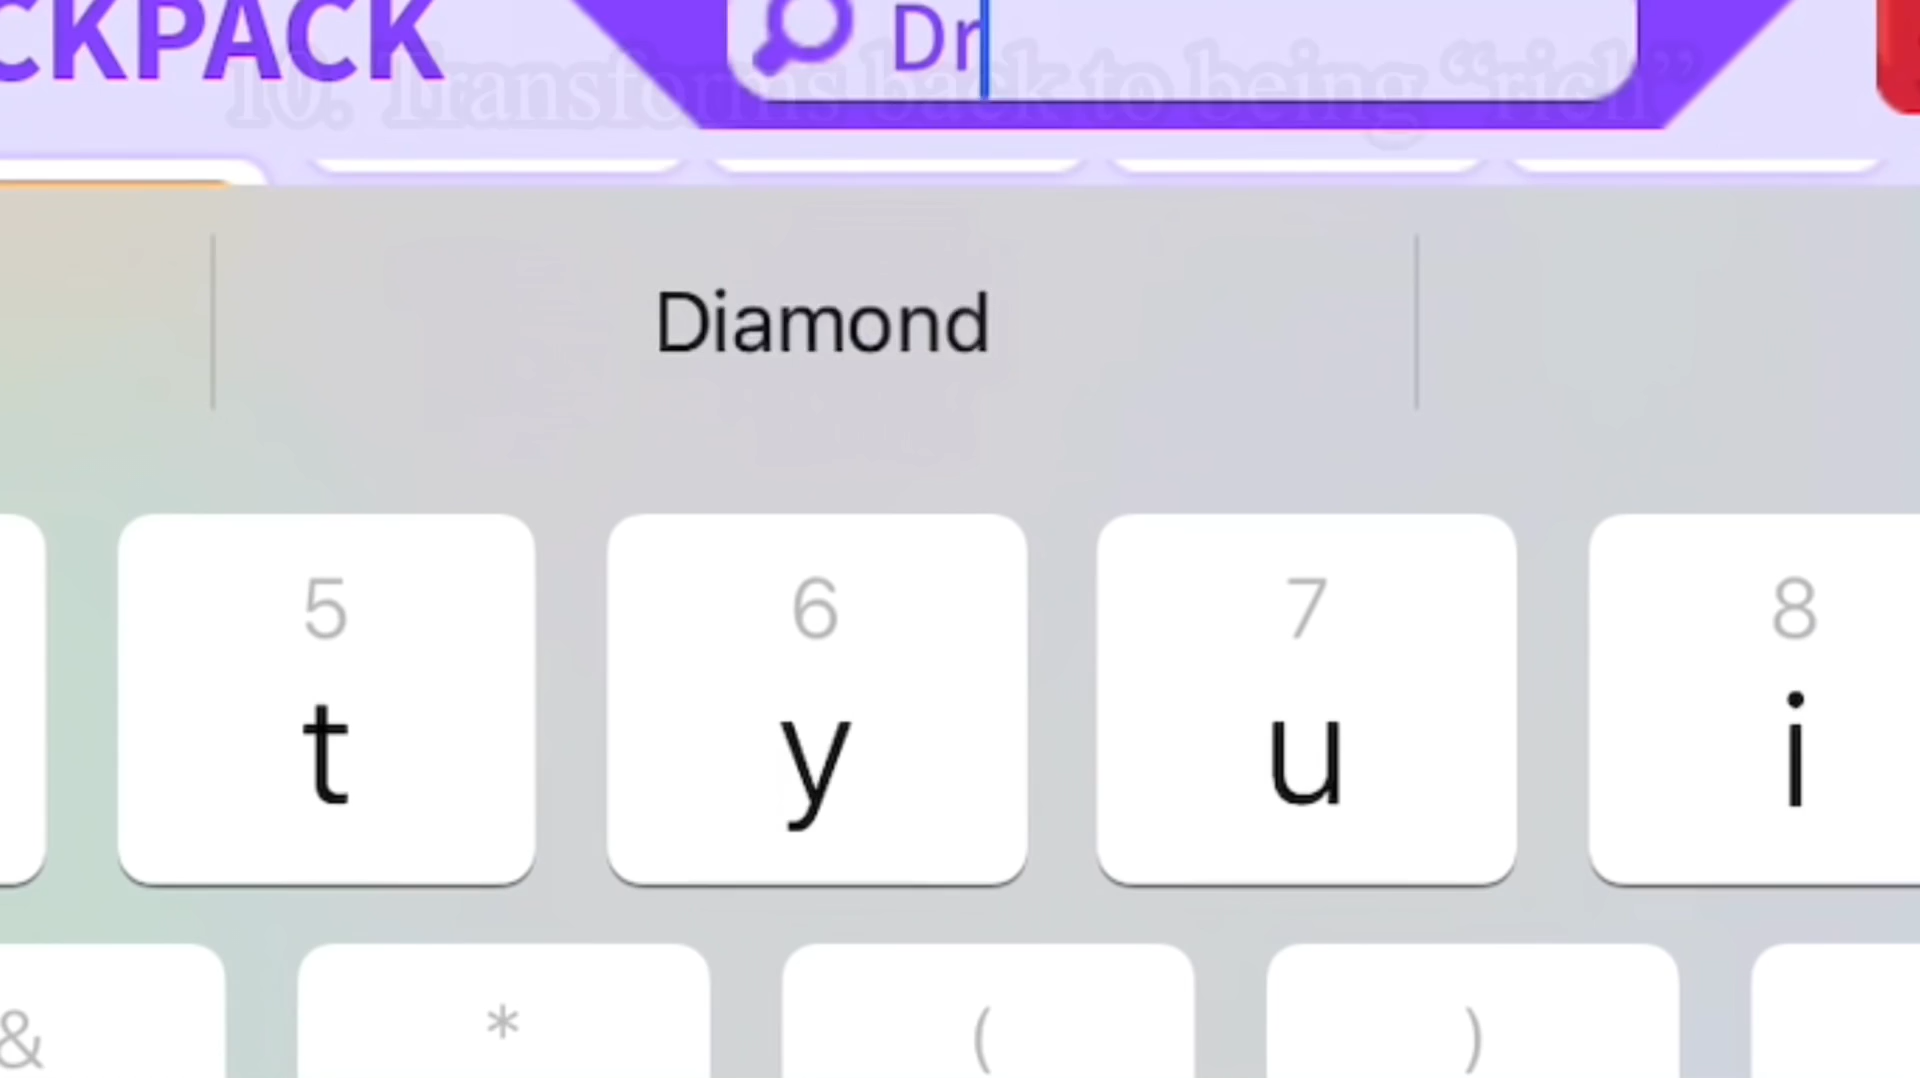 CKPACK
Dr
10. Transforms back to being “rich”
Diamond
5 6 7 8
t y u i
& * ( )